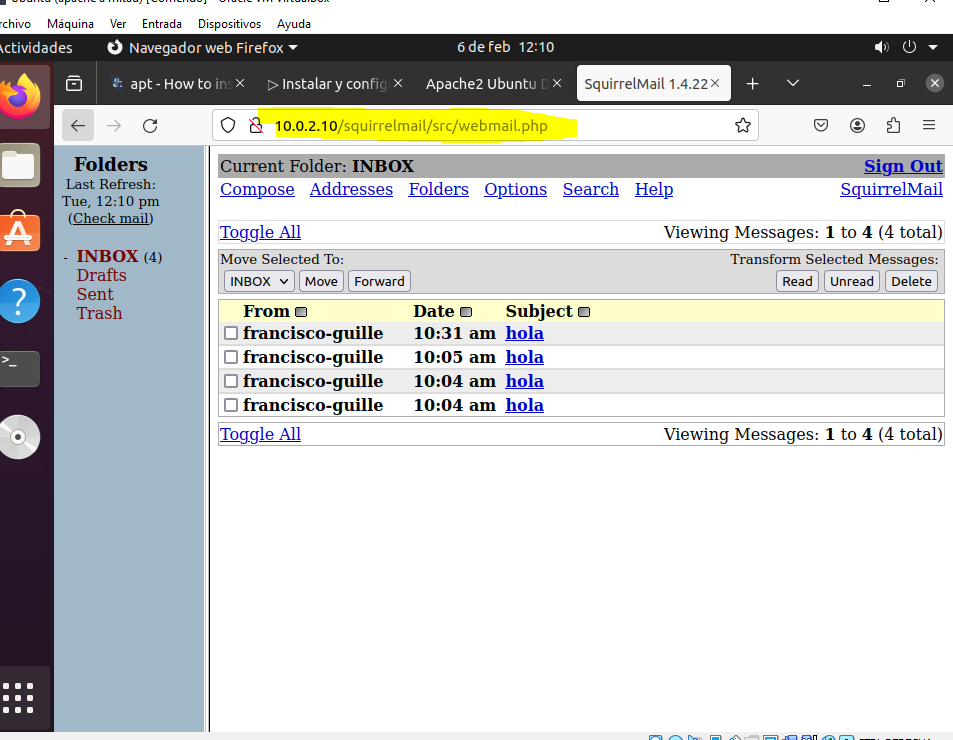 Archivo Máquina Ver Entrada Dispositivos Ayuda
Actividades Navegador web Firefox 6 de feb 12:10
apt - How to ins × Instalar y config × Apache2 Ubuntu D × SquirrelMail 1.4.22 ×
10.0.2.10/squirrelmail/src/webmail.php
Folders
Last Refresh:
Tue, 12:10 pm
(Check mail)
- INBOX (4)
Drafts
Sent
Trash
Current Folder: INBOX Sign Out
Compose Addresses Folders Options Search Help SquirrelMail
Toggle All Viewing Messages: 1 to 4 (4 total)
Move Selected To: Transform Selected Messages:
INBOX Move Forward Read Unread Delete
From Date Subject
francisco-guille 10:31 am hola
francisco-guille 10:05 am hola
francisco-guille 10:04 am hola
francisco-guille 10:04 am hola
Toggle All Viewing Messages: 1 to 4 (4 total)